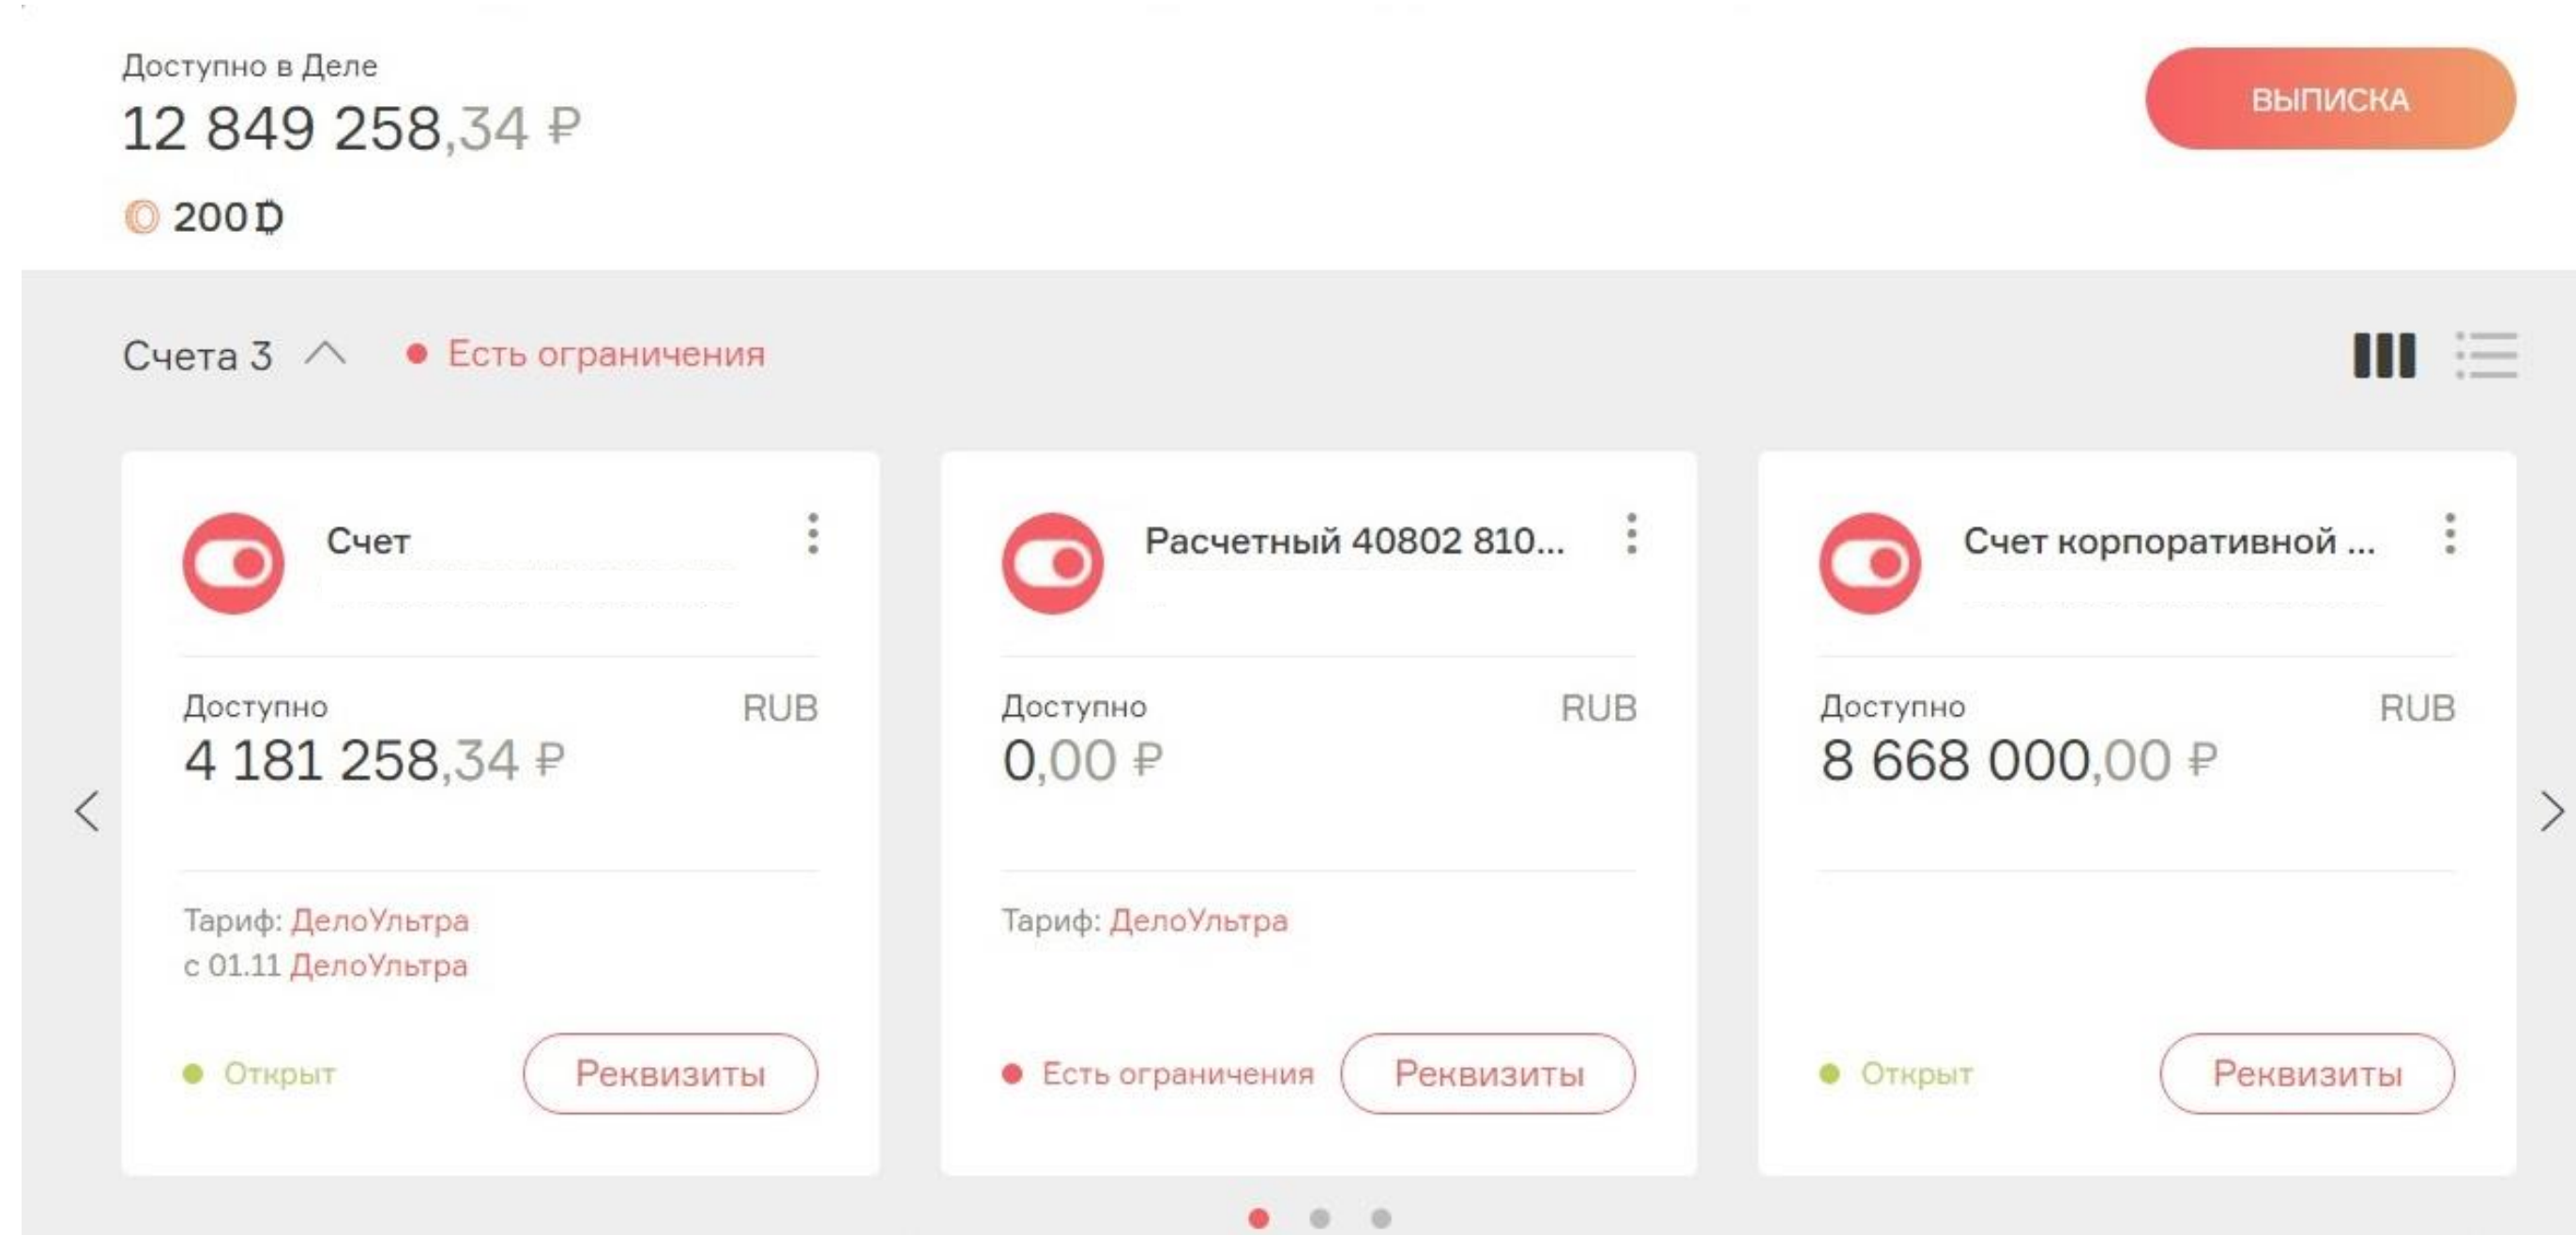 Доступно в Деле
12 849 258,34 ₽
ВЫПИСКА
200
Счета 3
Есть ограничения
Счет
Доступно
RUB
4 181 258,34 ₽
Тариф: ДелоУльтра
с 01.11 ДелоУльтра
Открыт
Реквизиты
Расчетный 40802 810...
Доступно
RUB
0,00 ₽
Тариф: ДелоУльтра
Есть ограничения
Реквизиты
Счет корпоративной ...
Доступно
RUB
8 668 000,00 ₽
Открыт
Реквизиты